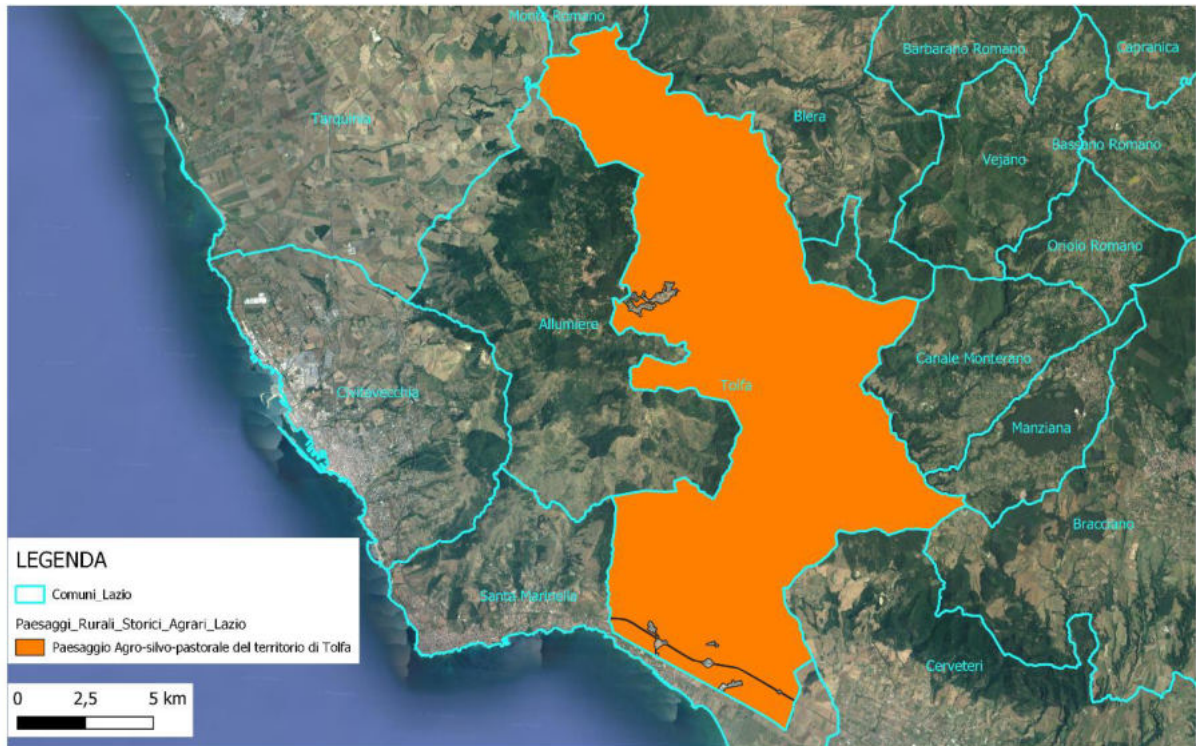 Monte Romano
Barbarano Romano
Capranica
Tarquinia
Blera
Vejano
Bassano Romano
Oriolo Romano
Allumiere
Canale Monterano
Civitavecchia
Tolfa
Manziana
Bracciano
Santa Marinella
Cerveteri
LEGENDA
Comuni_Lazio
Paesaggi_Rurali_Storici_Agrari_Lazio
Paesaggio Agro-silvo-pastorale del territorio di Tolfa
0 2,5 5 km